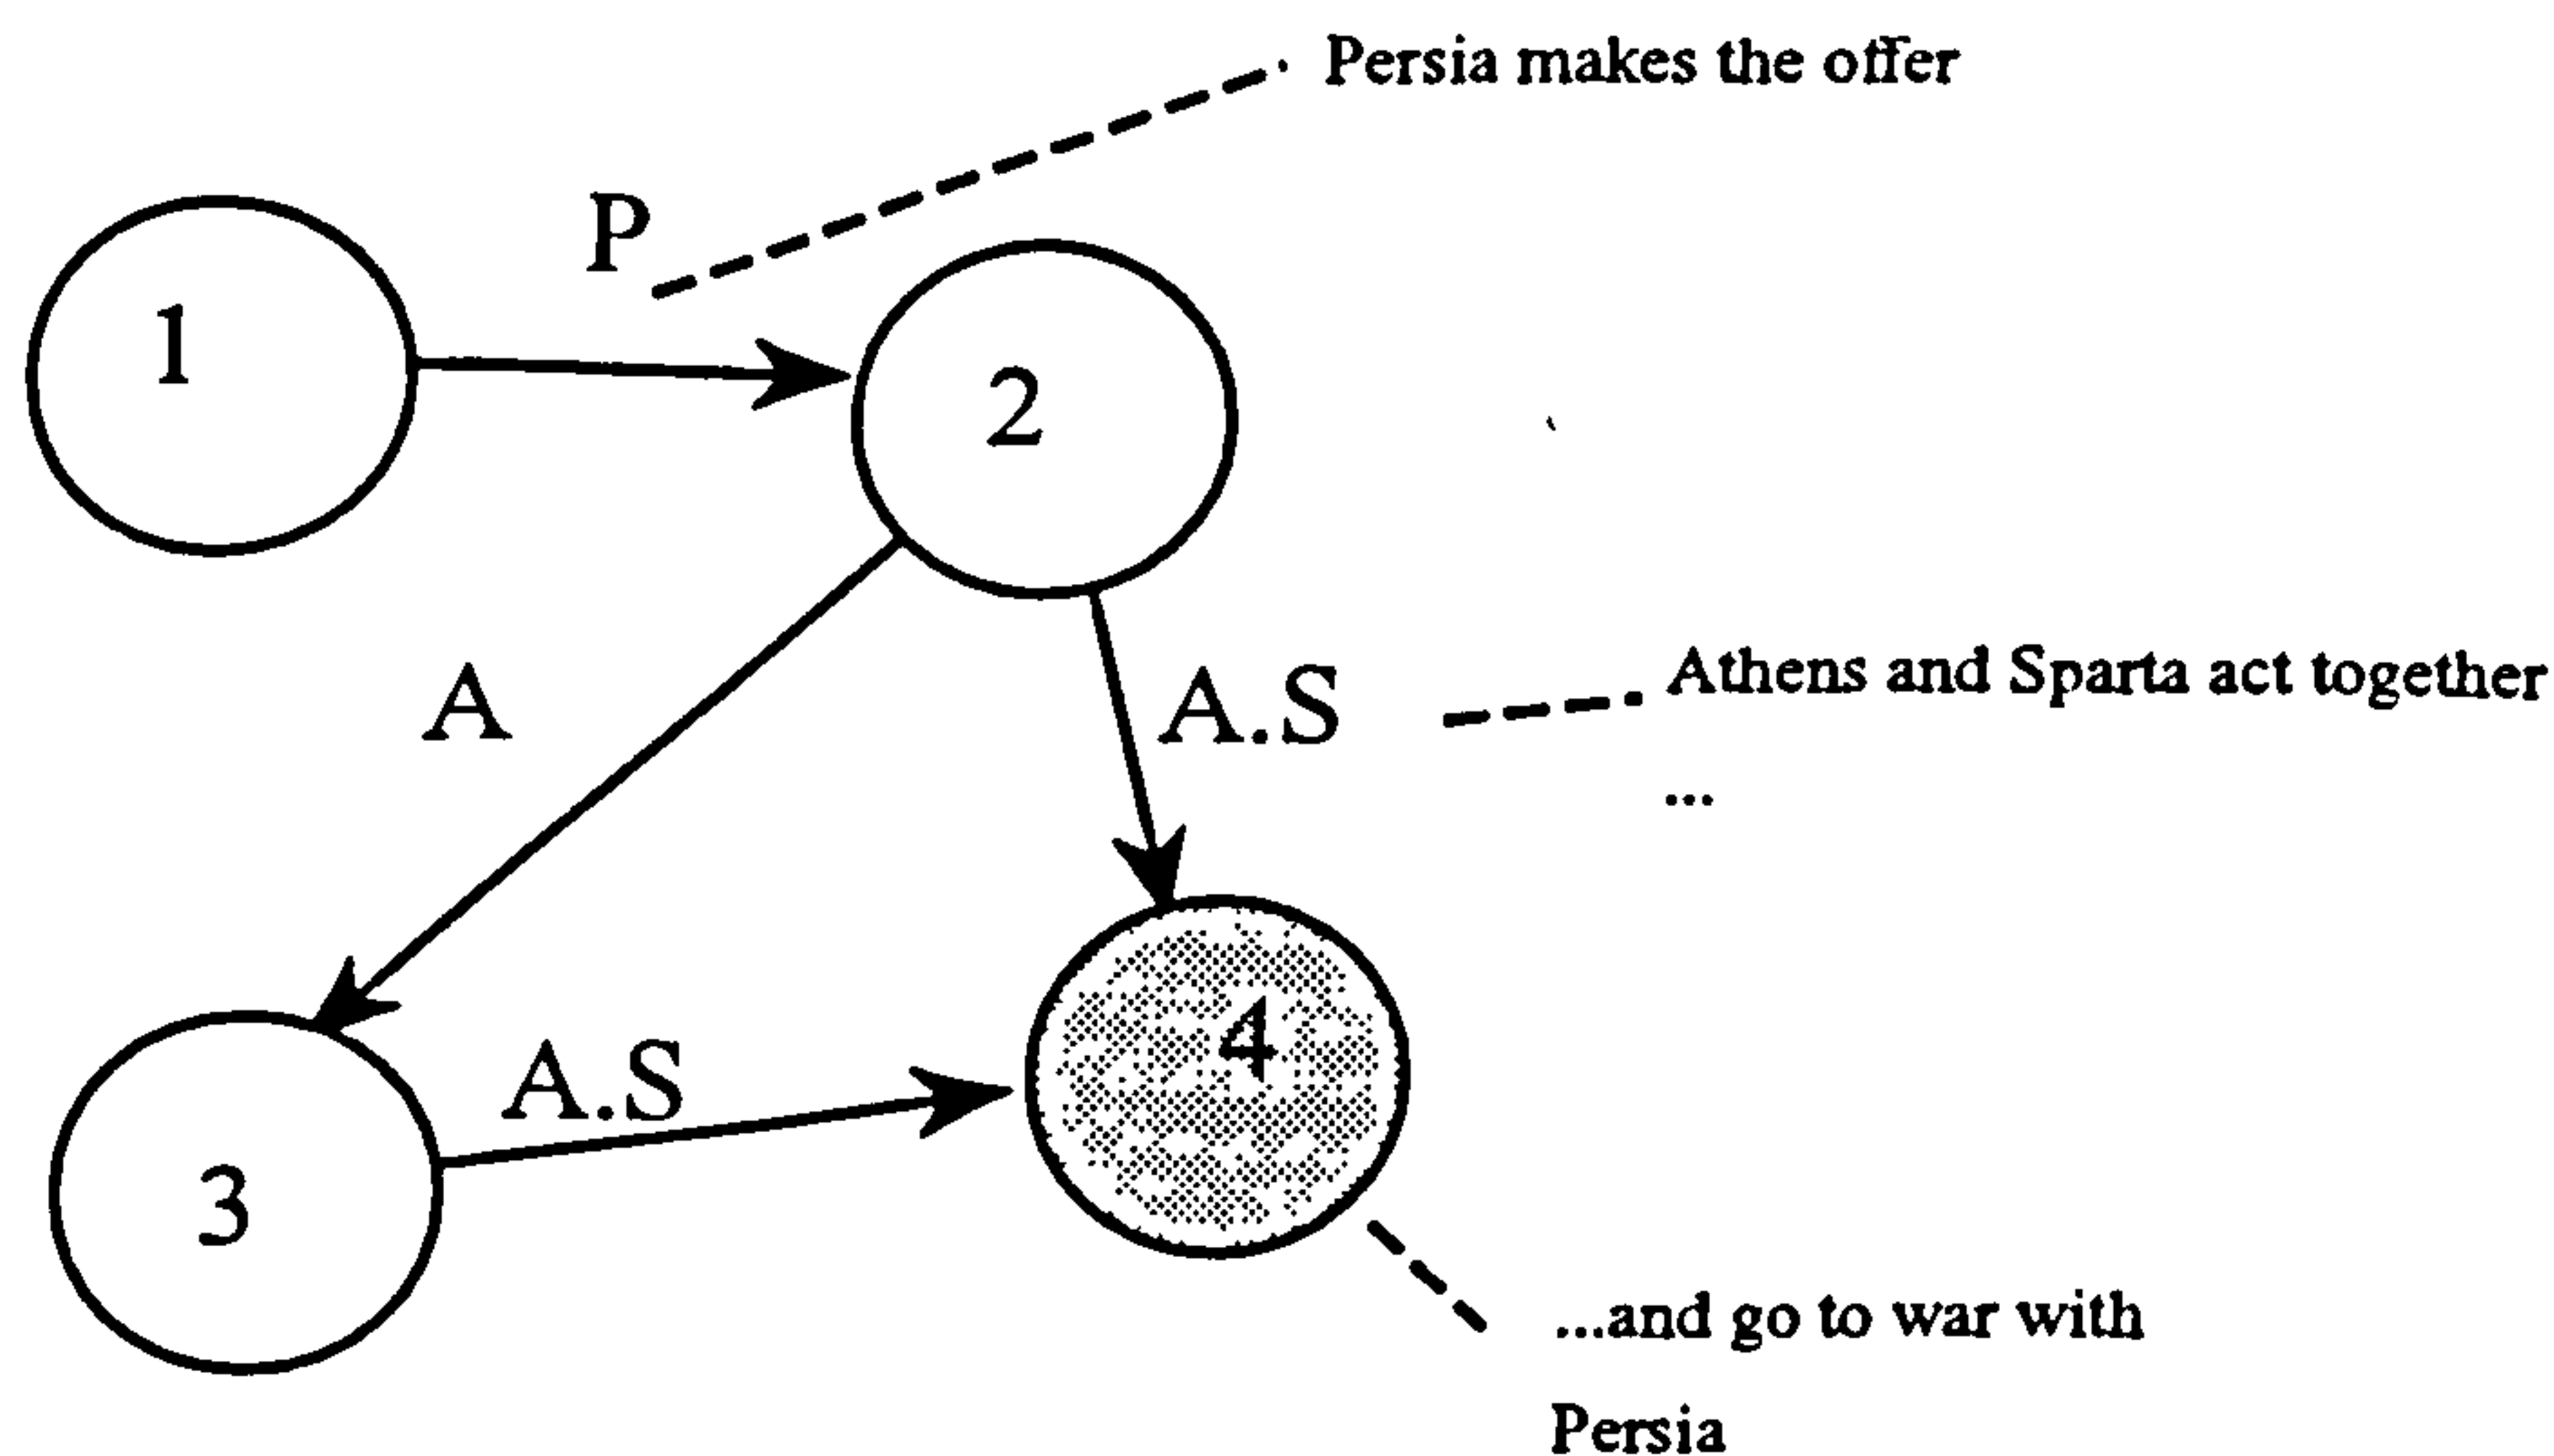 Persia makes the offer
P
1
2
A
A.S
Athens and Sparta act together
...
A.S
4
3
...and go to war with
Persia